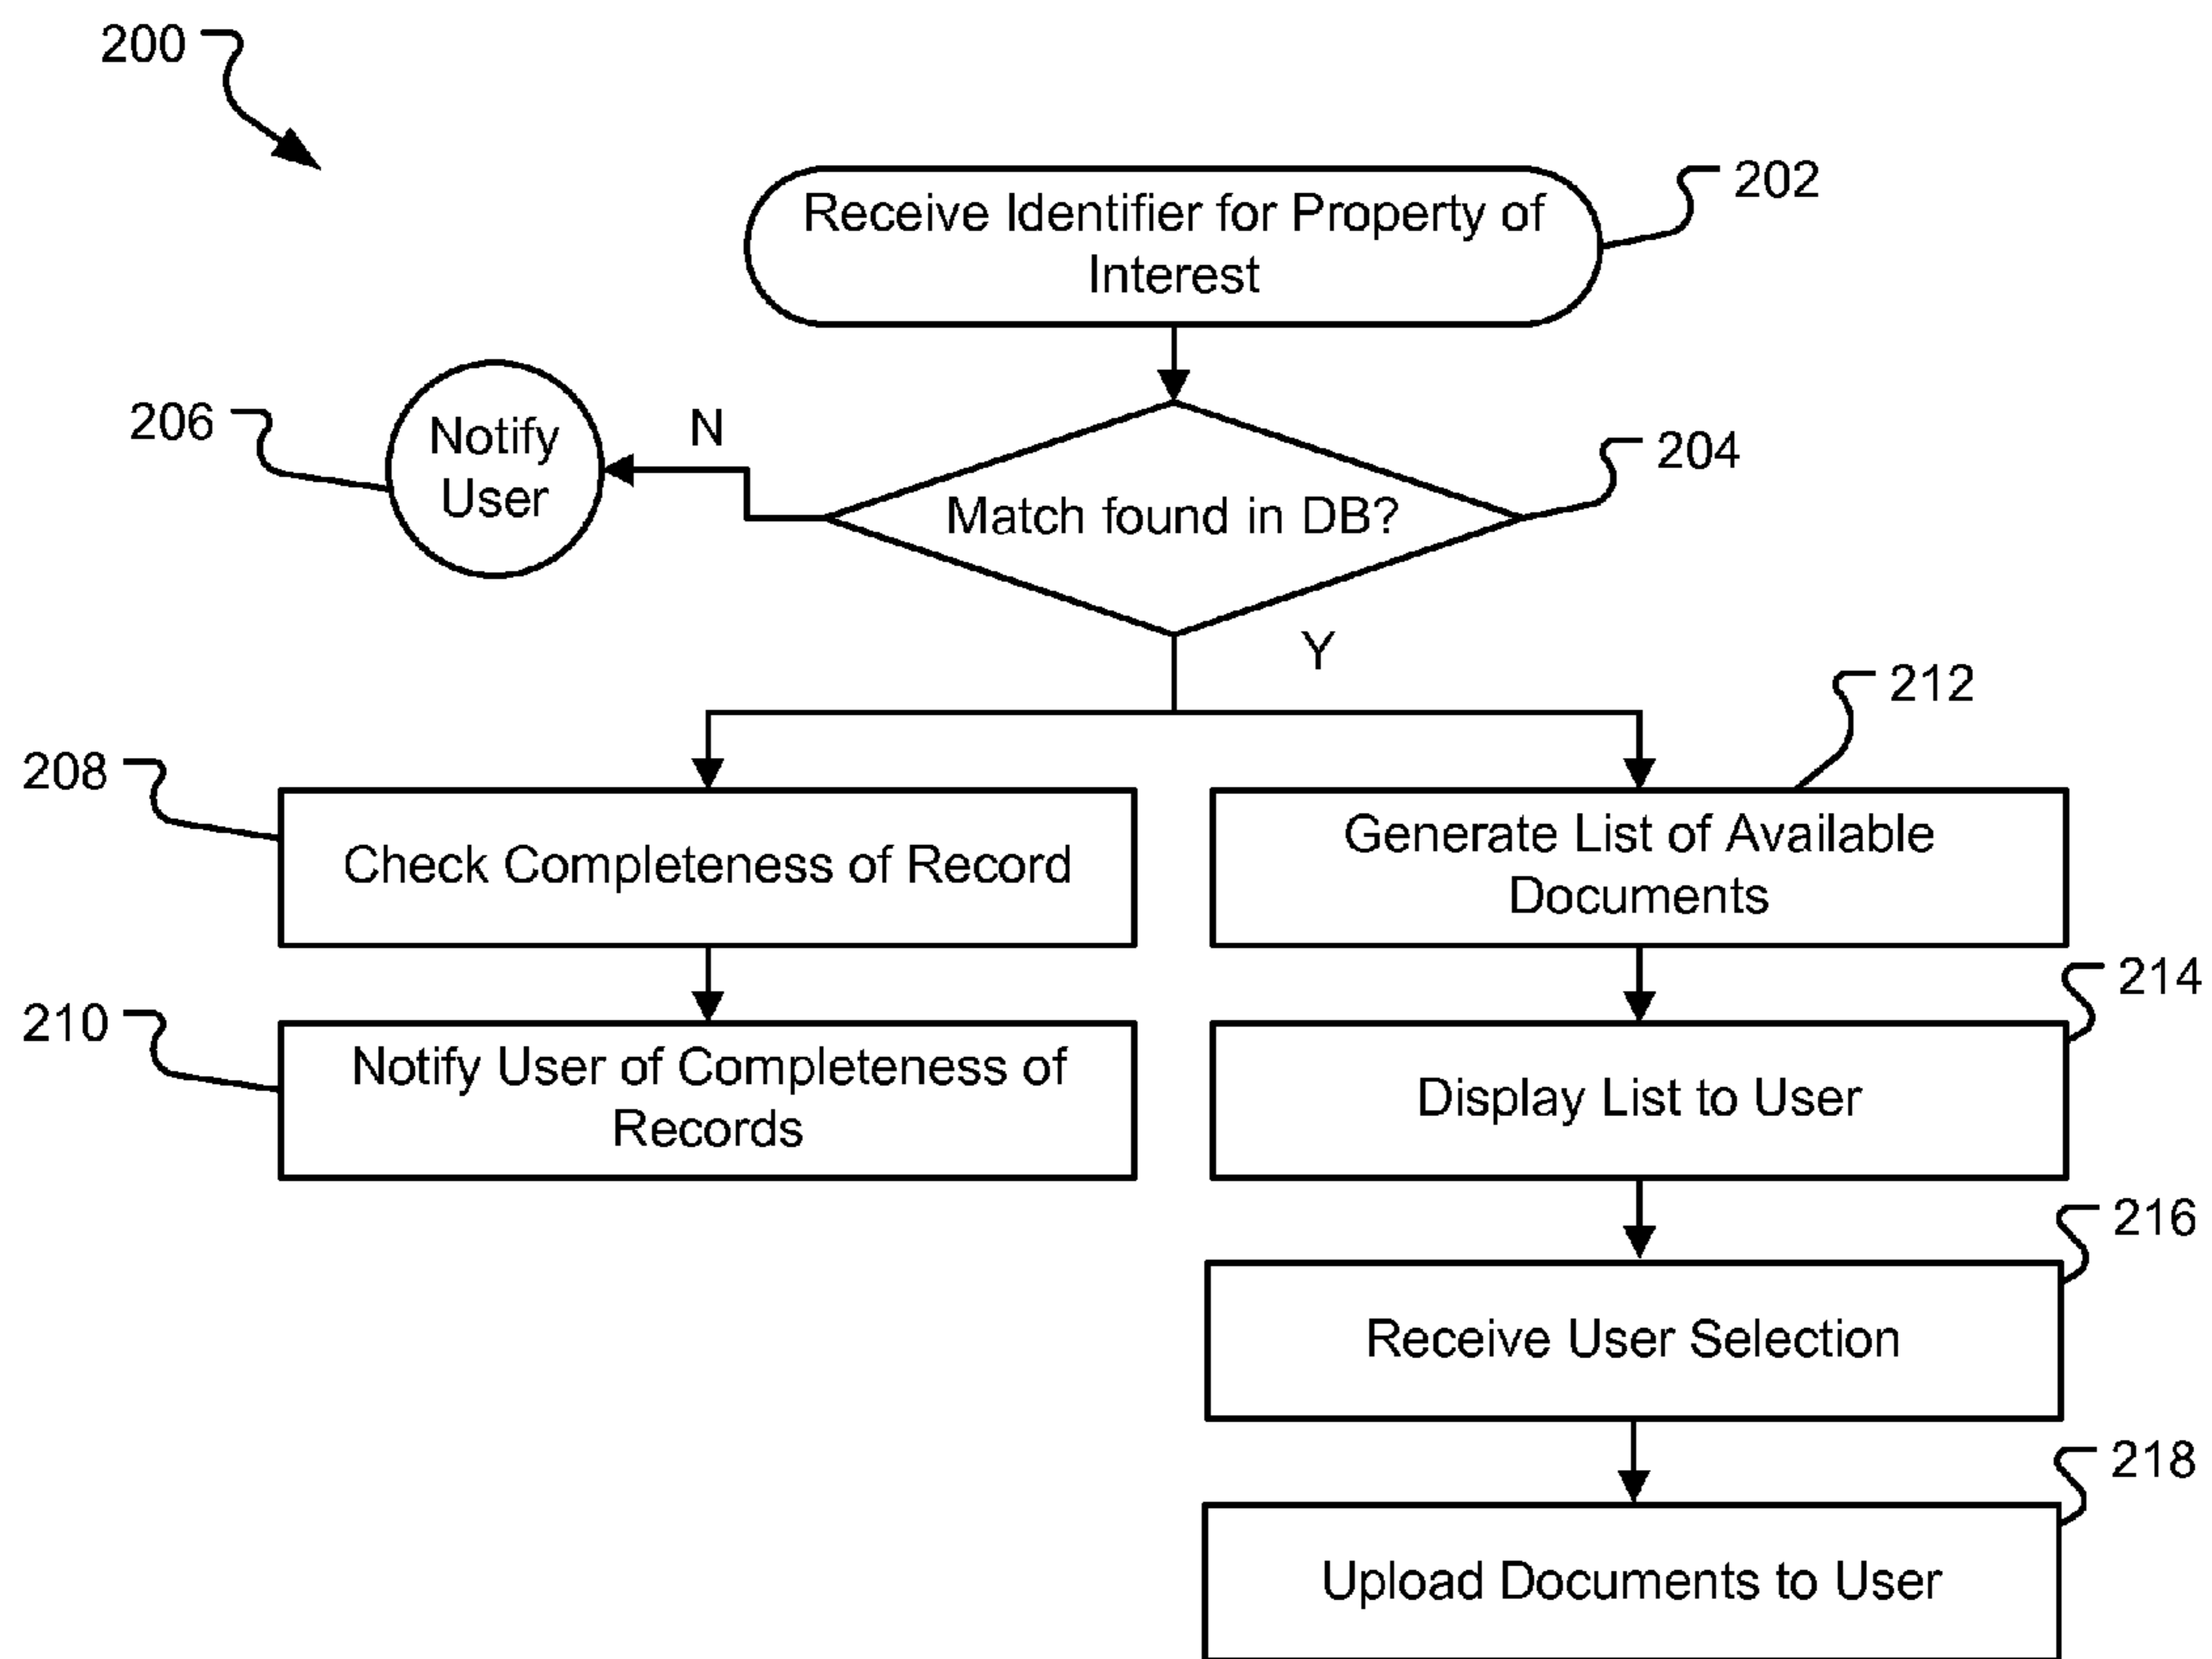 200
Receive Identifier for Property of
Interest
202
206
Notify
User
N
Match found in DB?
204
Y
212
208
Check Completeness of Record
Generate List of Available
Documents
214
210
Notify User of Completeness of
Records
Display List to User
216
Receive User Selection
218
Upload Documents to User